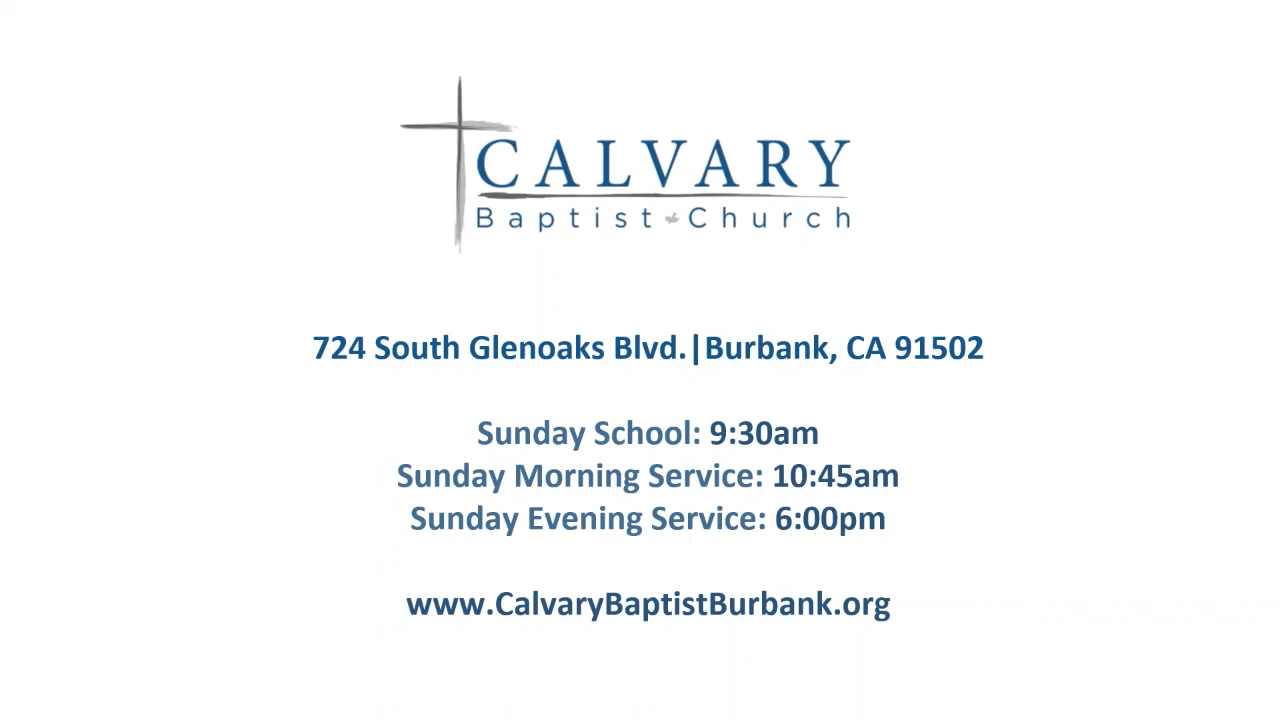 CALVARY
Baptist Church
724 South Glenoaks Blvd.|Burbank, CA 91502
Sunday School: 9:30am
Sunday Morning Service: 10:45am
Sunday Evening Service: 6:00pm
www.CalvaryBaptistBurbank.org